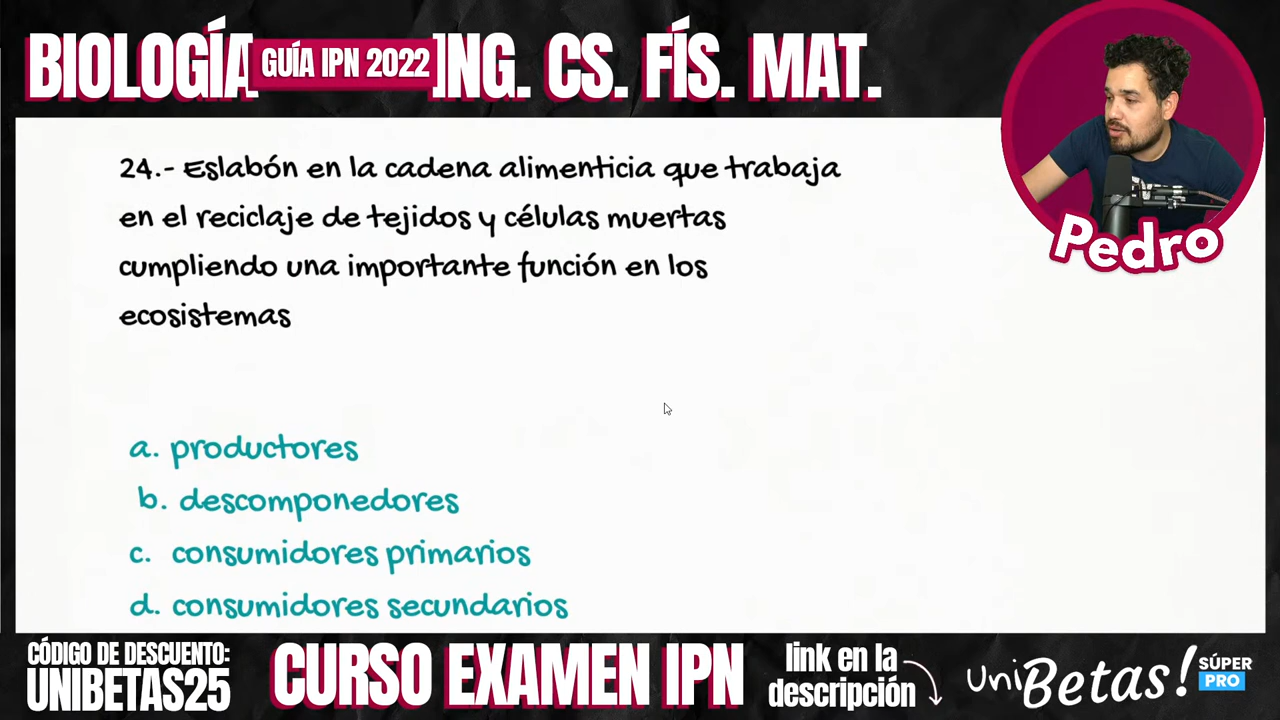 BIOLOGÍA[GUÍA IPN 2022]ING. CS. FÍS. MAT.
24.- Eslabón en la cadena alimenticia que trabaja
en el reciclaje de tejidos y células muertas
cumpliendo una importante función en los
ecosistemas
Pedro
a. productores
b. descomponedores
c. consumidores primarios
d. consumidores secundarios
CÓDIGO DE DESCUENTO:
UNIBETAS25
CURSO EXAMEN IPN
link en la
descripción
uniBetas!
SÚPER
PRO